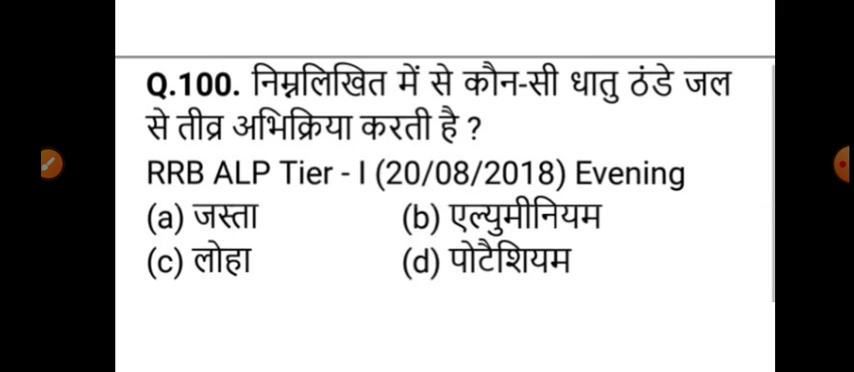 Q.100. निम्नलिखित में से कौन-सी धातु ठंडे जल
से तीव्र अभिक्रिया करती है ?
RRB ALP Tier - I (20/08/2018) Evening
(a) जस्ता (b) एल्युमीनियम
(c) लोहा (d) पोटैशियम